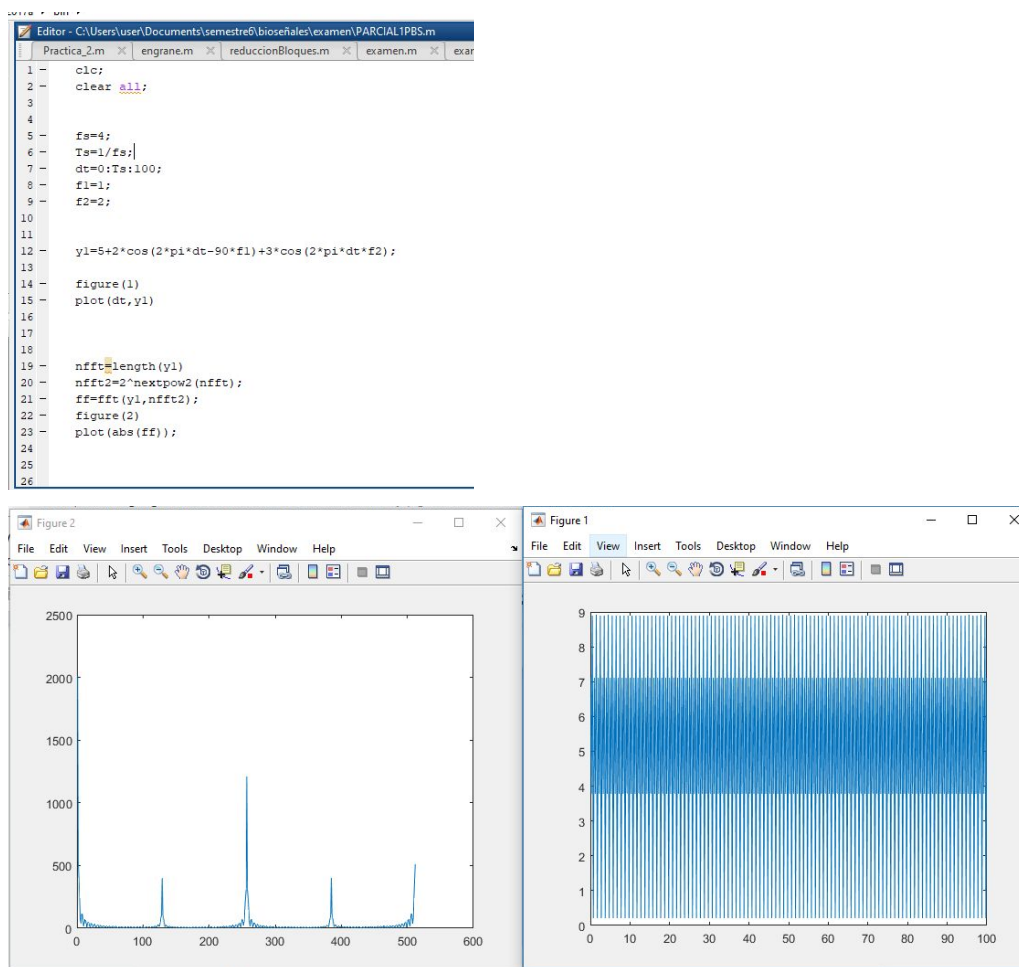 Editor - C:\Users\user\Documents\semestre6\bioseñales\examen\PARCIAL1PBS.m
Practica_2.m × engrane.m × reduccionBloques.m × examen.m × exar
1 - clc;
2 - clear all;
3
4
5 - fs=4;
6 - Ts=1/fs;
7 - dt=0:Ts:100;
8 - f1=1;
9 - f2=2;
10
11
12 - y1=5+2*cos(2*pi*dt-90*f1)+3*cos(2*pi*dt*f2);
13
14 - figure(1)
15 - plot(dt,y1)
16
17
18
19 - nfft=length(y1)
20 - nfft2=2^nextpow2(nfft);
21 - ff=fft(y1,nfft2);
22 - figure(2)
23 - plot(abs(ff));
24
25
26
Figure 2
File Edit View Insert Tools Desktop Window Help
2500
2000
1500
1000
500
0
0 100 200 300 400 500 600
Figure 1
File Edit View Insert Tools Desktop Window Help
9
8
7
6
5
4
3
2
1
0
0 10 20 30 40 50 60 70 80 90 100